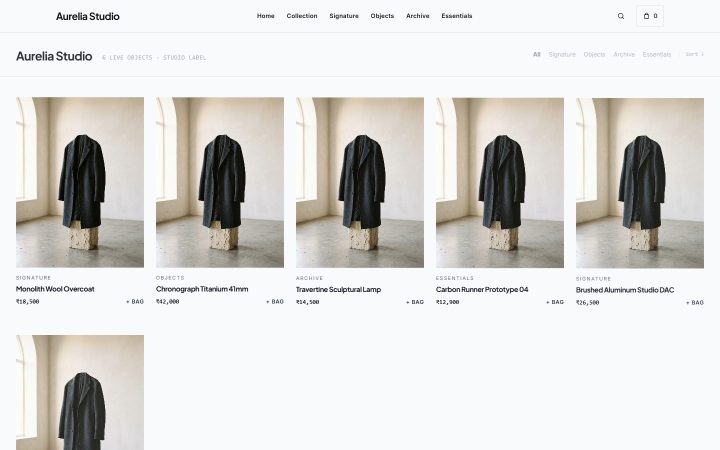 Aurelia Studio
Home Collection Signature Objects Archive Essentials
0
Aurelia Studio
6 LIVE OBJECTS · STUDIO LABEL
All Signature Objects Archive Essentials Sort ↓
SIGNATURE
Monolith Wool Overcoat
₹18,500 + BAG
OBJECTS
Chronograph Titanium 41mm
₹42,000 + BAG
ARCHIVE
Travertine Sculptural Lamp
₹14,500 + BAG
ESSENTIALS
Carbon Runner Prototype 04
₹12,900 + BAG
SIGNATURE
Brushed Aluminum Studio DAC
₹26,500 + BAG